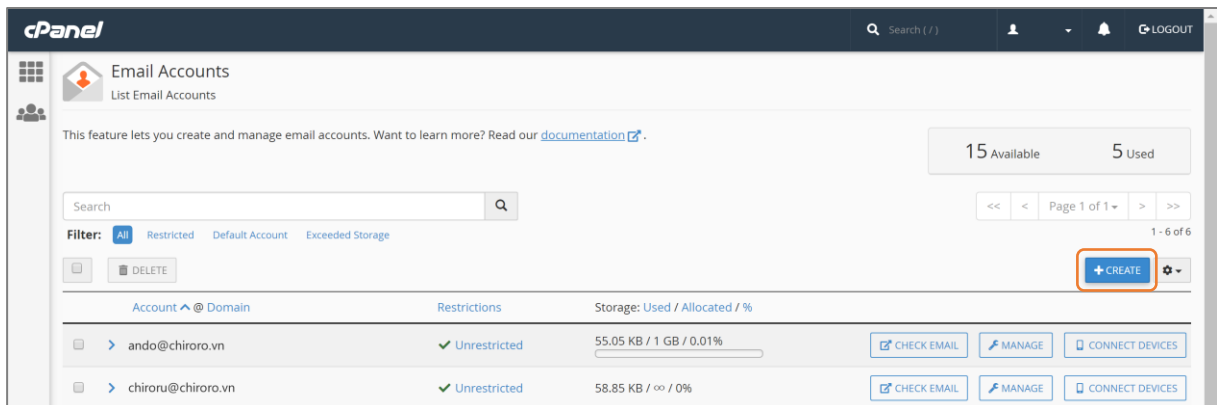 cPanel
Search ( / )
LOGOUT
Email Accounts
List Email Accounts
This feature lets you create and manage email accounts. Want to learn more? Read our documentation .
15 Available 5 Used
Search
<< < Page 1 of 1 > >>
Filter: All Restricted Default Account Exceeded Storage
1 - 6 of 6
DELETE
+ CREATE
Account @ Domain Restrictions Storage: Used / Allocated / %
ando@chiroro.vn Unrestricted 55.05 KB / 1 GB / 0.01% CHECK EMAIL MANAGE CONNECT DEVICES
chiroru@chiroro.vn Unrestricted 58.85 KB / ∞ / 0% CHECK EMAIL MANAGE CONNECT DEVICES